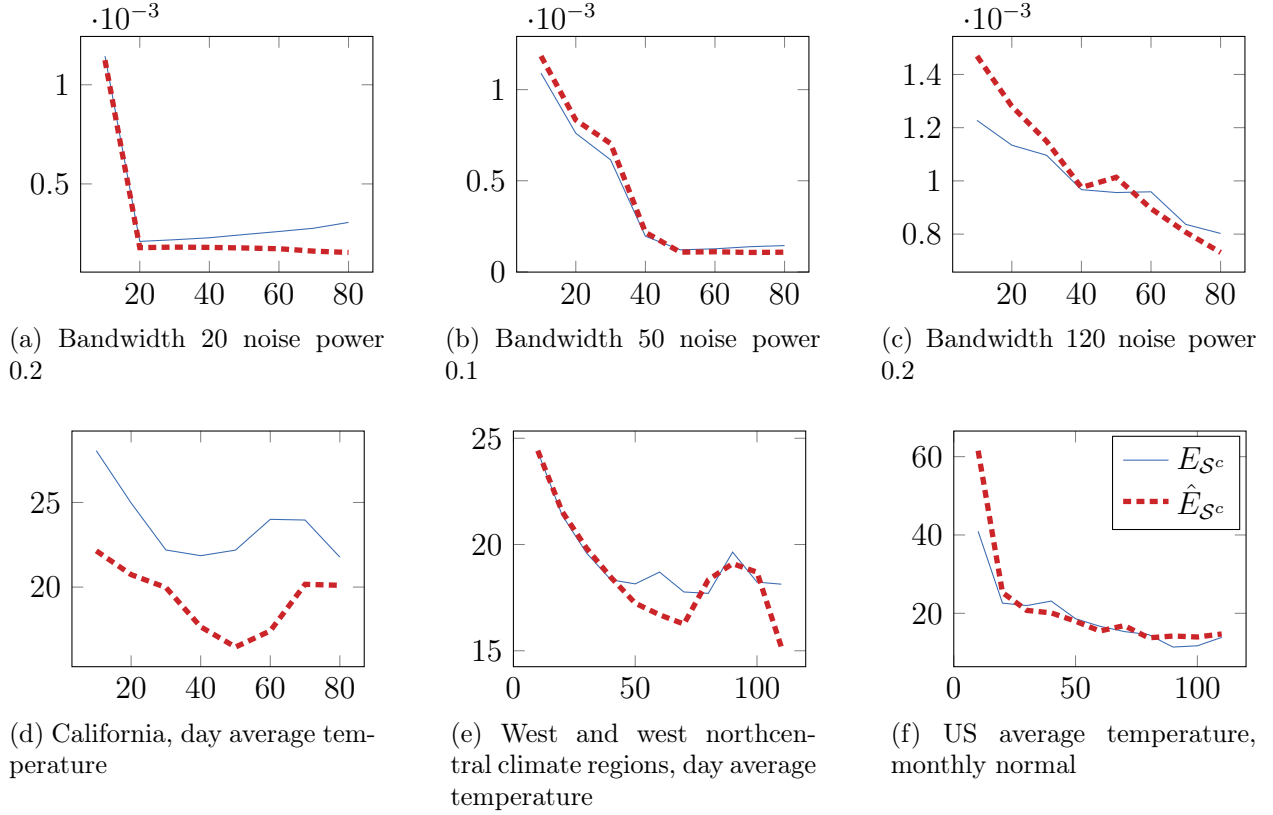 ·10−3
·10−3
·10−3
1
0.5
20 40 60 80
1
0.5
0
20 40 60 80
1.4
1.2
1
0.8
20 40 60 80
(a) Bandwidth 20 noise power
0.2
(b) Bandwidth 50 noise power
0.1
(c) Bandwidth 120 noise power
0.2
25
20
20 40 60 80
25
20
15
0 50 100
60
40
20
0 50 100
E_{𝒮^c}
Ê_{𝒮^c}
(d) California, day average tem-
perature
(e) West and west northcen-
tral climate regions, day average
temperature
(f) US average temperature,
monthly normal